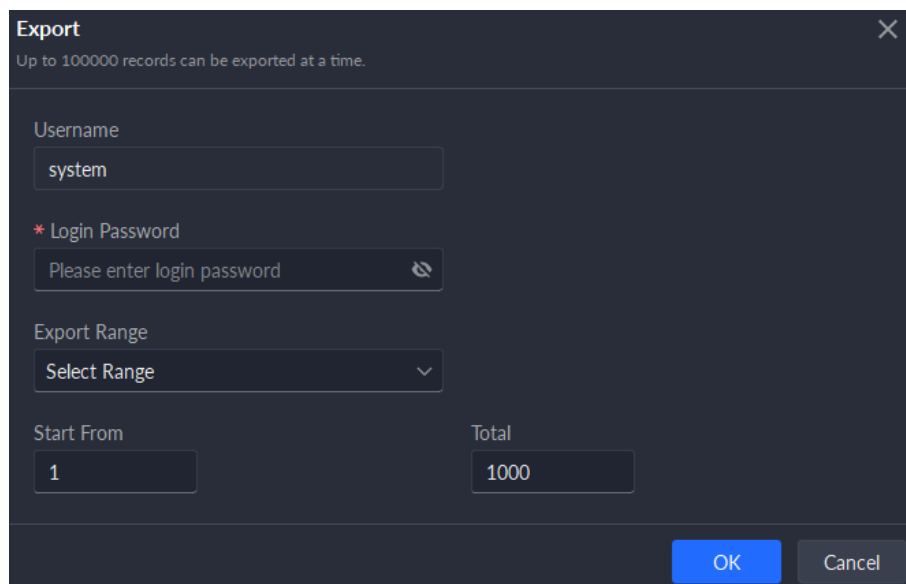 Export
Up to 100000 records can be exported at a time.
Username
system
* Login Password
Please enter login password
Export Range
Select Range
Start From
Total
1
1000
OK
Cancel